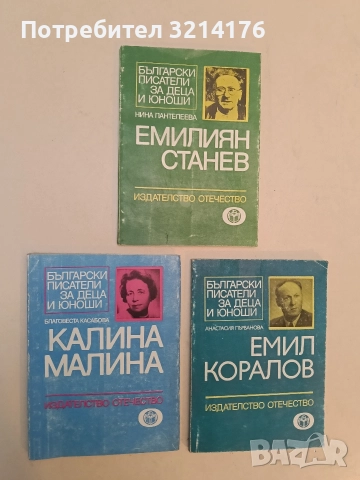 Потребител 3214176
БЪЛГАРСКИ
ПИСАТЕЛИ
ЗА ДЕЦА
И ЮНОШИ
НИНА ПАНТЕЛЕЕВА
ЕМИЛИЯН
СТАНЕВ
ИЗДАТЕЛСТВО ОТЕЧЕСТВО
БЪЛГАРСКИ
ПИСАТЕЛИ
ЗА ДЕЦА
И ЮНОШИ
БЛАГОВЕСТА КАСАБОВА
КАЛИНА
МАЛИНА
ИЗДАТЕЛСТВО ОТЕЧЕСТВО
БЪЛГАРСКИ
ПИСАТЕЛИ
ЗА ДЕЦА
И ЮНОШИ
АНАСТАСИЯ ПЪРВАНОВА
ЕМИЛ
КОРАЛОВ
ИЗДАТЕЛСТВО ОТЕЧЕСТВО
BAZAR